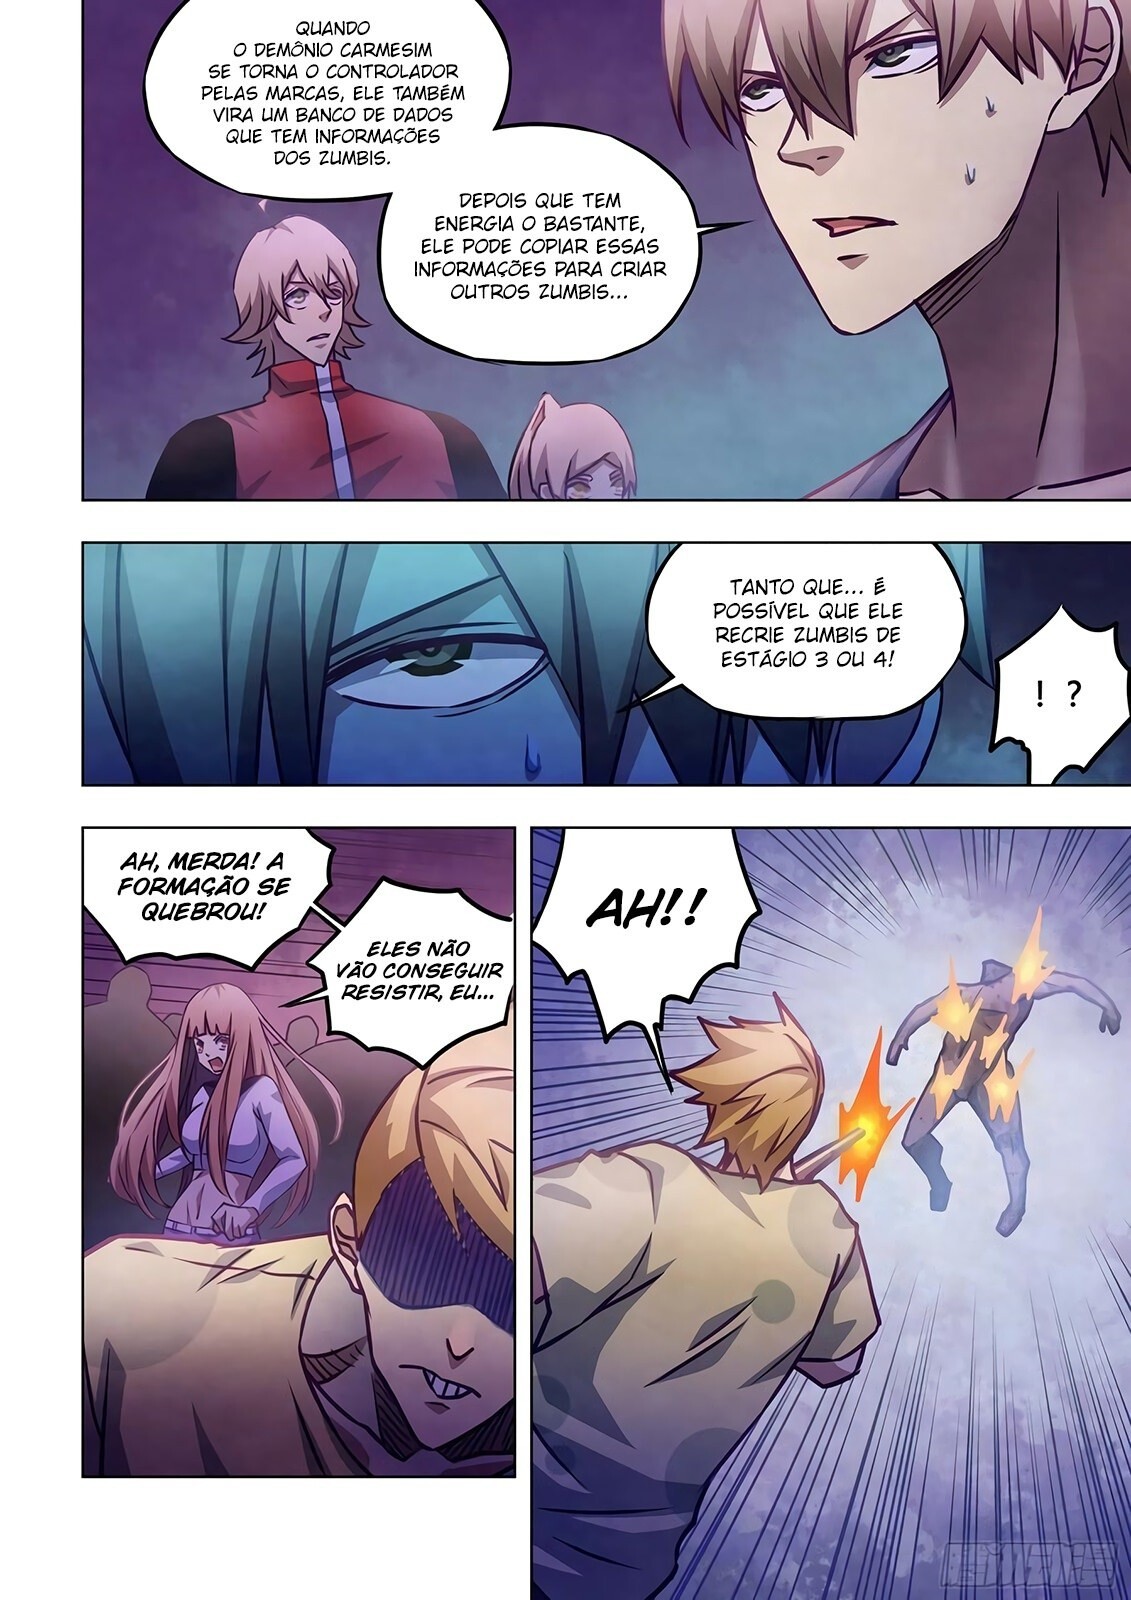 QUANDO
O DEMÔNIO CARMESIM
SE TORNA O CONTROLADOR
PELAS MARCAS, ELE TAMBÉM
VIRA UM BANCO DE DADOS
QUE TEM INFORMAÇÕES
DOS ZUMBIS.
DEPOIS QUE TEM
ENERGIA O BASTANTE,
ELE PODE COPIAR ESSAS
INFORMAÇÕES PARA CRIAR
OUTROS ZUMBIS...
TANTO QUE... É
POSSÍVEL QUE ELE
RECRIE ZUMBIS DE
ESTÁGIO 3 OU 4!
! ?
AH, MERDA! A
FORMAÇÃO SE
QUEBROU!
ELES NÃO
VÃO CONSEGUIR
RESISTIR, EU...
AH!!